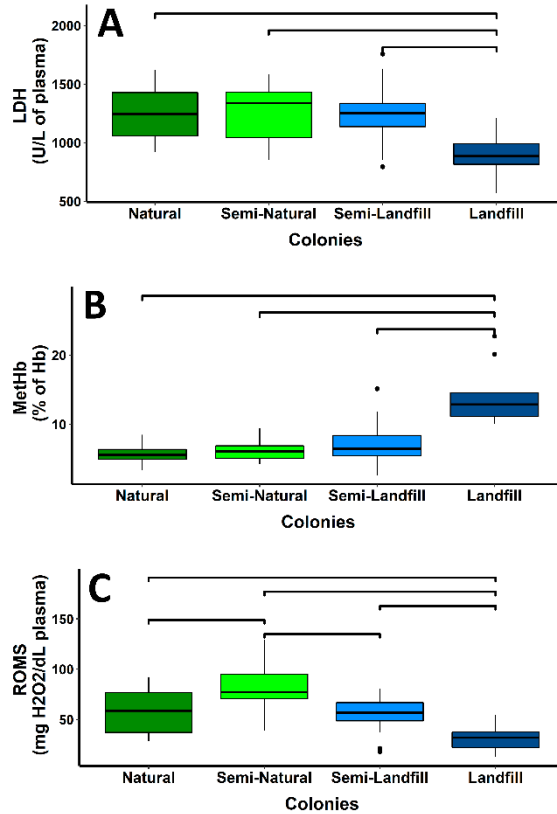 A
LDH
(U/L of plasma)
2000
1500
1000
500
Natural Semi-Natural Semi-Landfill Landfill
Colonies
B
MetHb
(% of Hb)
20
10
Natural Semi-Natural Semi-Landfill Landfill
Colonies
C
ROMS
(mg H2O2/dL plasma)
150
100
50
Natural Semi-Natural Semi-Landfill Landfill
Colonies